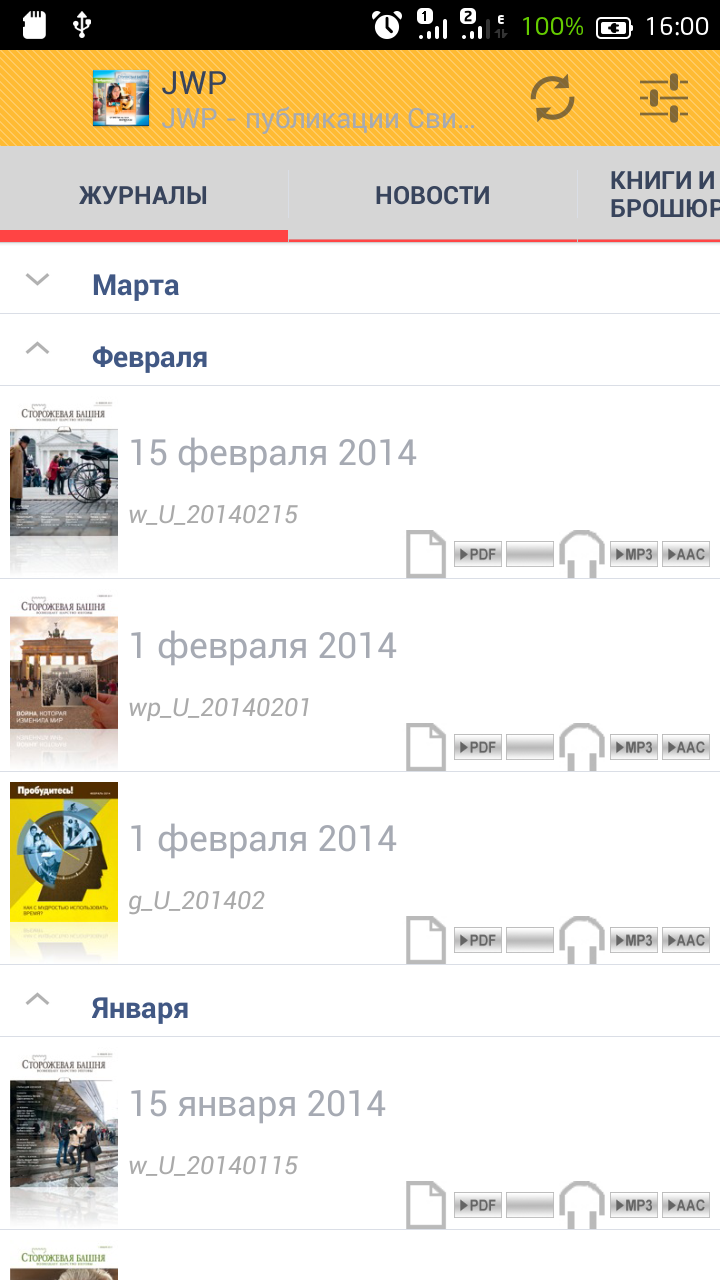 1 2 E 100% 16:00
JWP
JWP - публикации Сви...
ЖУРНАЛЫ НОВОСТИ КНИГИ И
БРОШЮР
Марта
Февраля
СТОРОЖЕВАЯ БАШНЯ
15 февраля 2014
w_U_20140215
PDF MP3 AAC
СТОРОЖЕВАЯ БАШНЯ
1 февраля 2014
wp_U_20140201
ВОЙНА, КОТОРАЯ
ИЗМЕНИЛА МИР
PDF MP3 AAC
Пробудитесь!
1 февраля 2014
g_U_201402
КАК С МУДРОСТЬЮ ИСПОЛЬЗОВАТЬ
ВРЕМЯ?
PDF MP3 AAC
Января
СТОРОЖЕВАЯ БАШНЯ
15 января 2014
w_U_20140115
PDF MP3 AAC
СТОРОЖЕВАЯ БАШНЯ